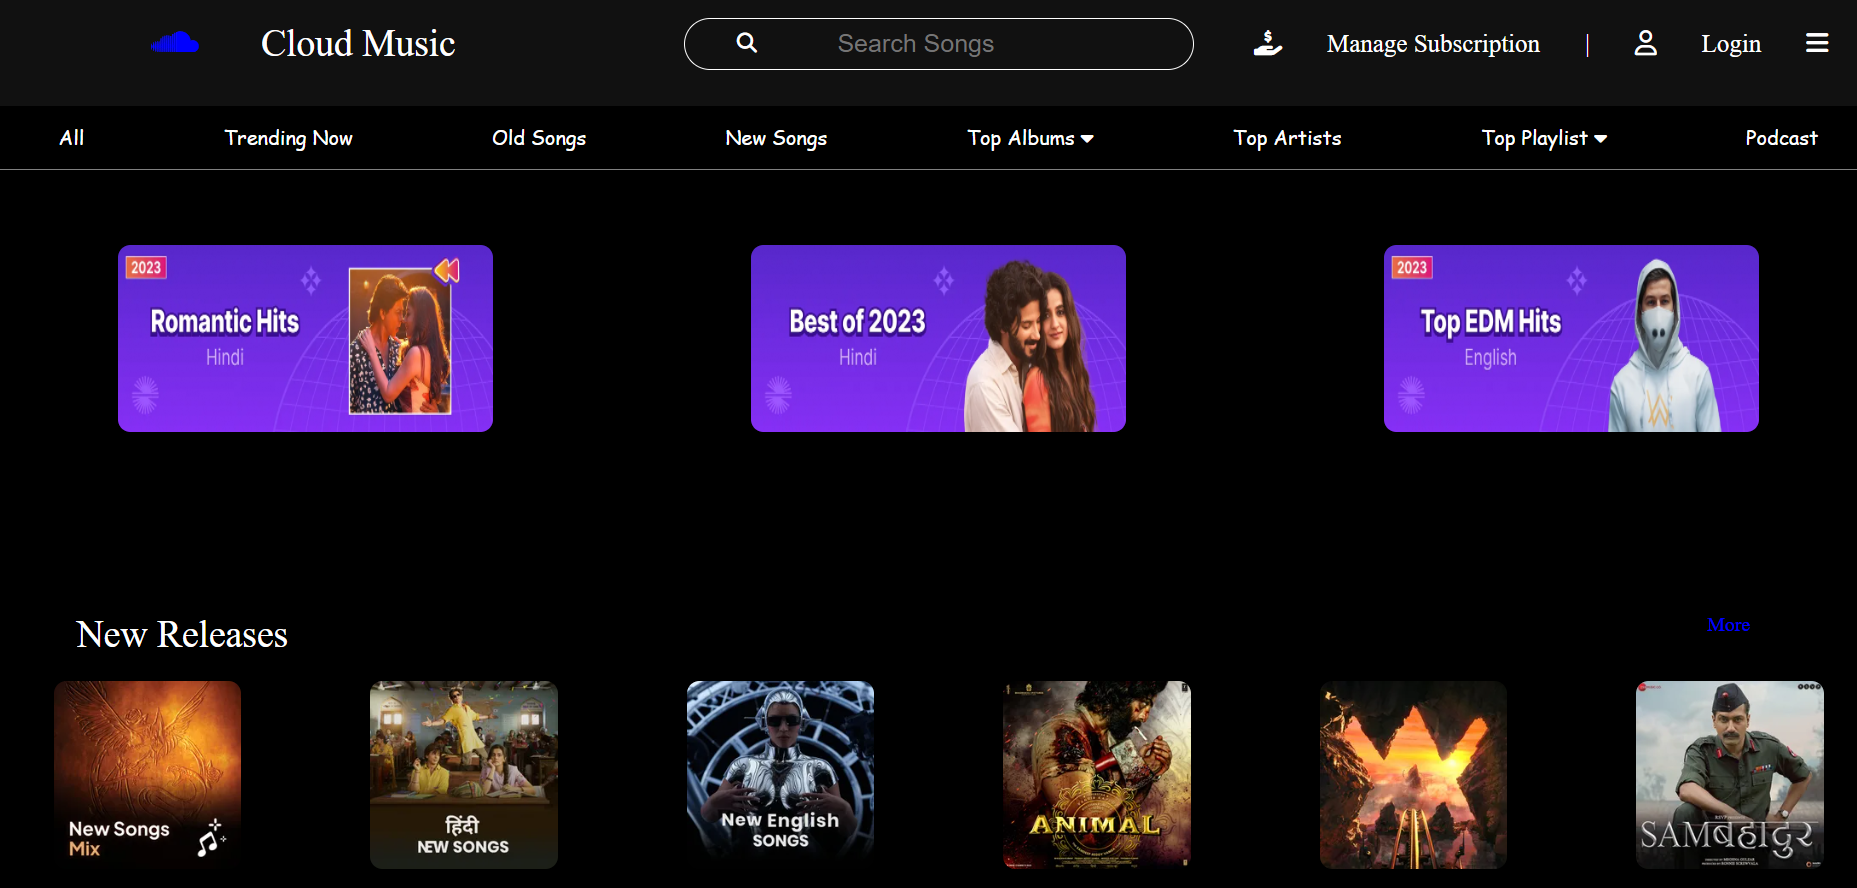 Cloud Music
Search Songs
Manage Subscription | Login
All Trending Now Old Songs New Songs Top Albums Top Artists Top Playlist Podcast
2023
Romantic Hits
Hindi
Best of 2023
Hindi
2023
Top EDM Hits
English
New Releases
More
New Songs
Mix
हिंदी
NEW SONGS
New English
SONGS
ANIMAL
SAMबहादुर